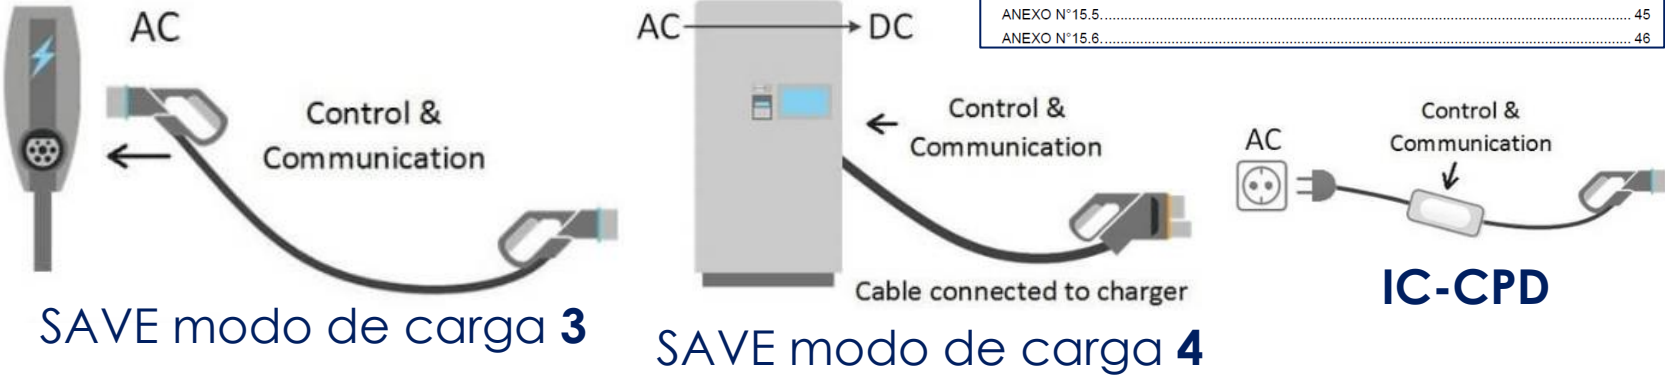 AC
Control &
Communication
SAVE modo de carga 3
AC
DC
Control &
Communication
Cable connected to charger
SAVE modo de carga 4
ANEXO N°15.5.......................................................................................................... 45
ANEXO N°15.6.......................................................................................................... 46
Control &
Communication
AC
IC-CPD